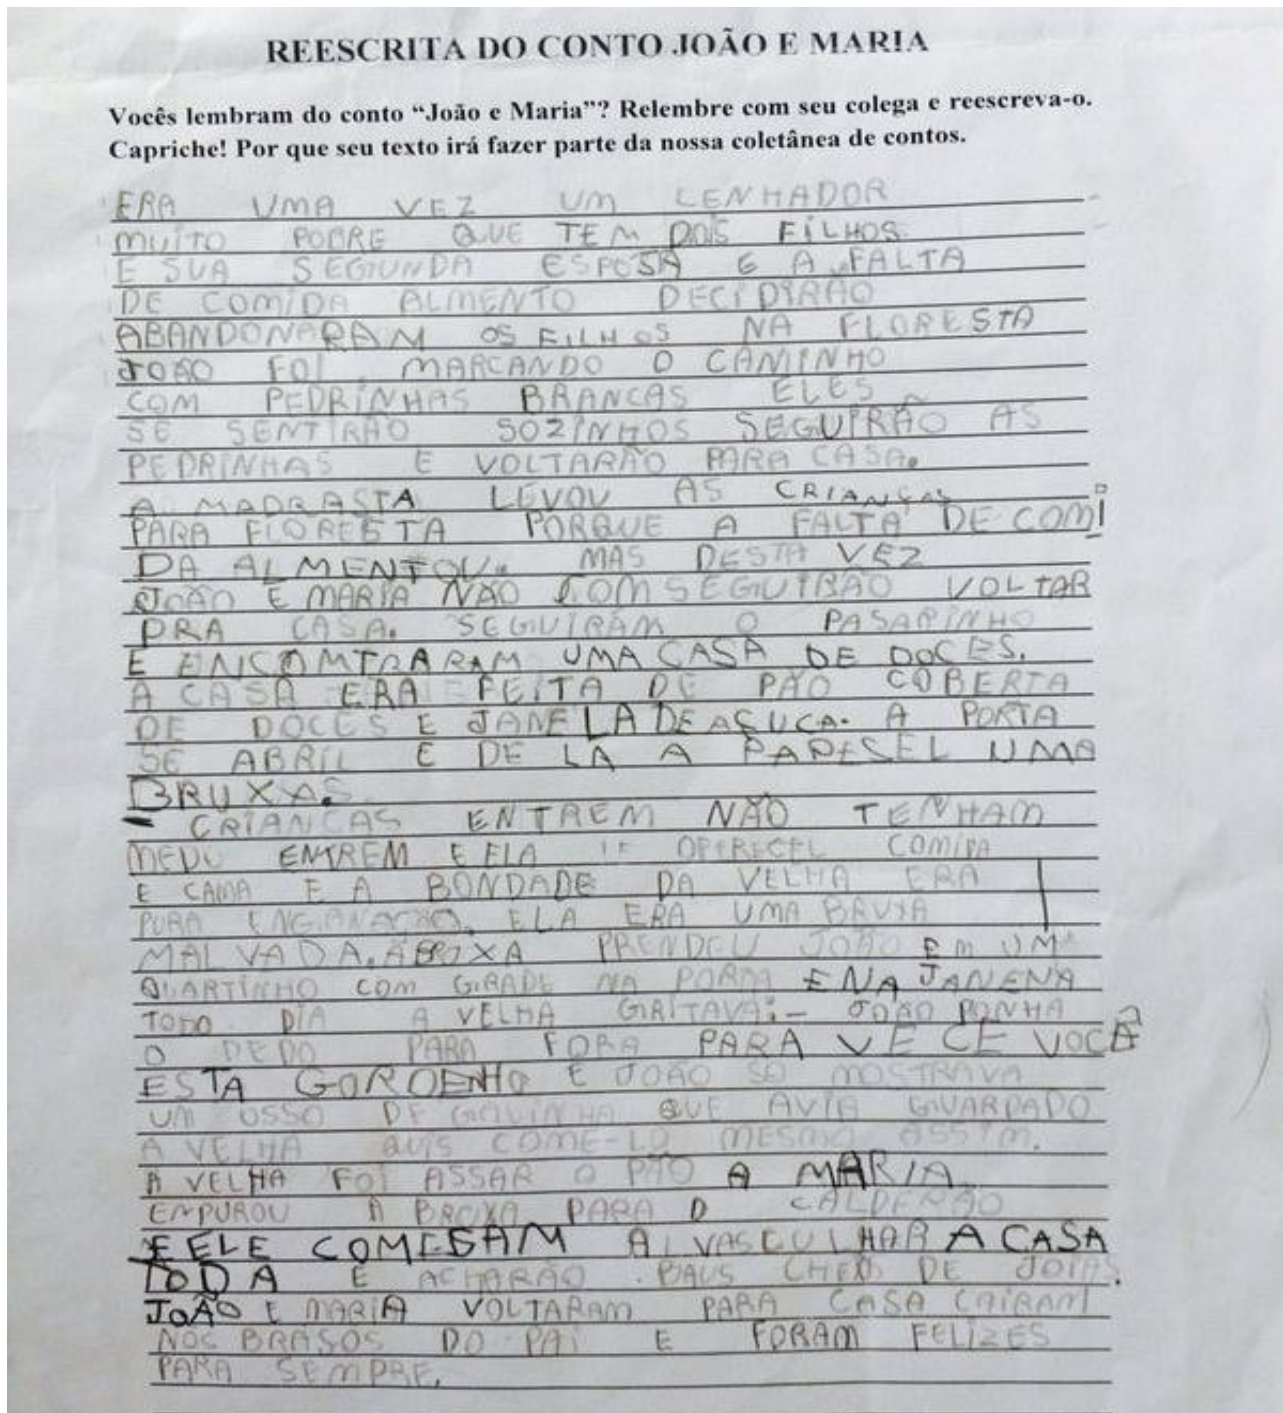 REESCRITA DO CONTO JOÃO E MARIA
Vocês lembram do conto “João e Maria”? Relembre com seu colega e reescreva-o.
Capriche! Por que seu texto irá fazer parte da nossa coletânea de contos.
ERA UMA VEZ UM LENHADOR
MUITO POBRE QUE TEM DOIS FILHOS
E SUA SEGUNDA ESPOSA E A FALTA
DE COMIDA ALMENTO DECIDIRÃO
ABANDONARAM OS FILHOS NA FLORESTA
JOÃO FOI MARCANDO O CAMINHO
COM PEDRINHAS BRANCAS ELES
SE SENTIRÃO SOZINHOS SEGUIRÃO AS
PEDRINHAS E VOLTARÃO PARA CASA.
A MADRASTA LEVOU AS CRIANÇAS
PARA FLORESTA PORQUE A FALTA DE COMI
DA ALMENTOU. MAS DESTA VEZ
JOÃO E MARIA NÃO COMSEGUIRÃO VOLTAR
PRA CASA. SEGUIRAM O PASARINHO
E ENCOMTRARAM UMA CASA DE DOCES.
A CASA ERA FEITA DE PÃO COBERTA
DE DOCES E JANELA DE AÇUCA. A PORTA
SE ABRIL E DE LA A PARESEL UMA
BRUXAS.
- CRIANCAS ENTREM NÃO TENHAM
MEDU ENTREM E ELA OFERECEL COMIDA
E CAMA E A BONDADE DA VELHA ERA
PURA ELA ERA UMA BRUXA
MALVADA. PRENDEU JOÃO EM UM
QUARTINHO COM GIRADE NA PORTA E NA JANENA
TODO DIA A VELHA GIRITAVA:- JOÃO PONHA
O DEDO PARA FORA PARA VE CE VOCÊ
ESTA GORDENHO E JOÃO SO MOSTRAVA
UM OSSO DE GALINHA QUE AVIA GUARDADO
A VELHA QUIS COME-LO MESMO ASSIM.
A VELHA FOI ASSAR O PÃO A MARIA
EMPUROU A BROXA PARA O CALDERÃO
E ELE COMESAM A VASCULHAR A CASA
TODA E ACHARÃO BAUS CHEIO DE JOIAS.
JOÃO E MARIA VOLTARAM PARA CASA CAIRAM
NOS BRASOS DO PAI E FORAM FELIZES
PARA SEMPRE.